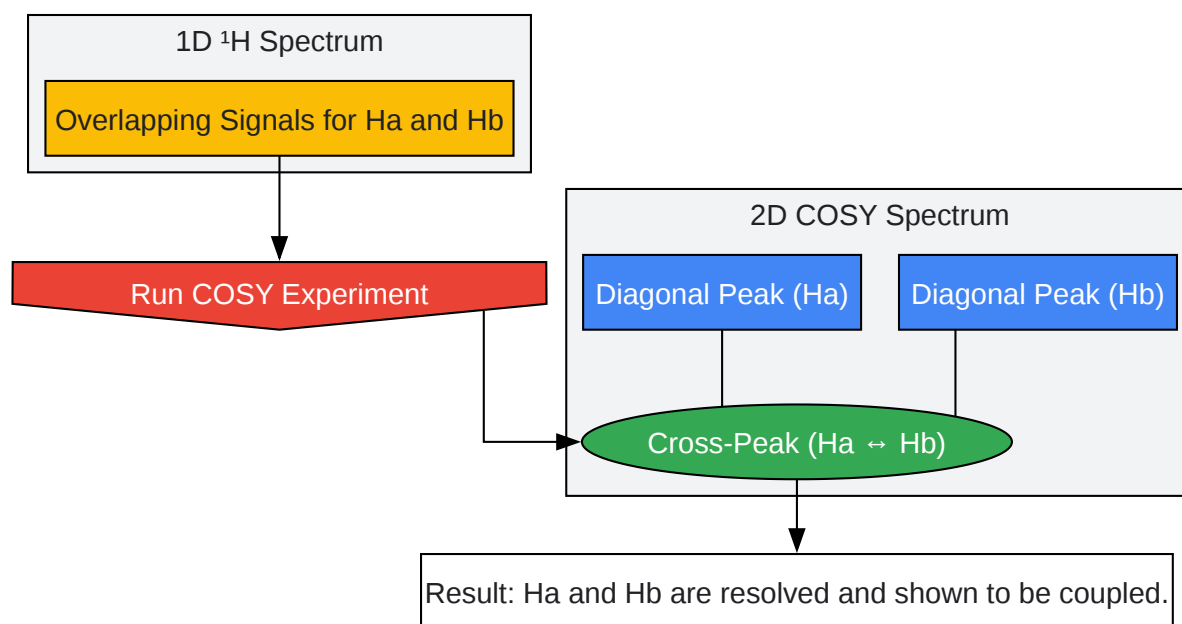 1D ¹H Spectrum
Overlapping Signals for Ha and Hb
Run COSY Experiment
2D COSY Spectrum
Diagonal Peak (Ha)
Diagonal Peak (Hb)
Cross-Peak (Ha ↔ Hb)
Result: Ha and Hb are resolved and shown to be coupled.